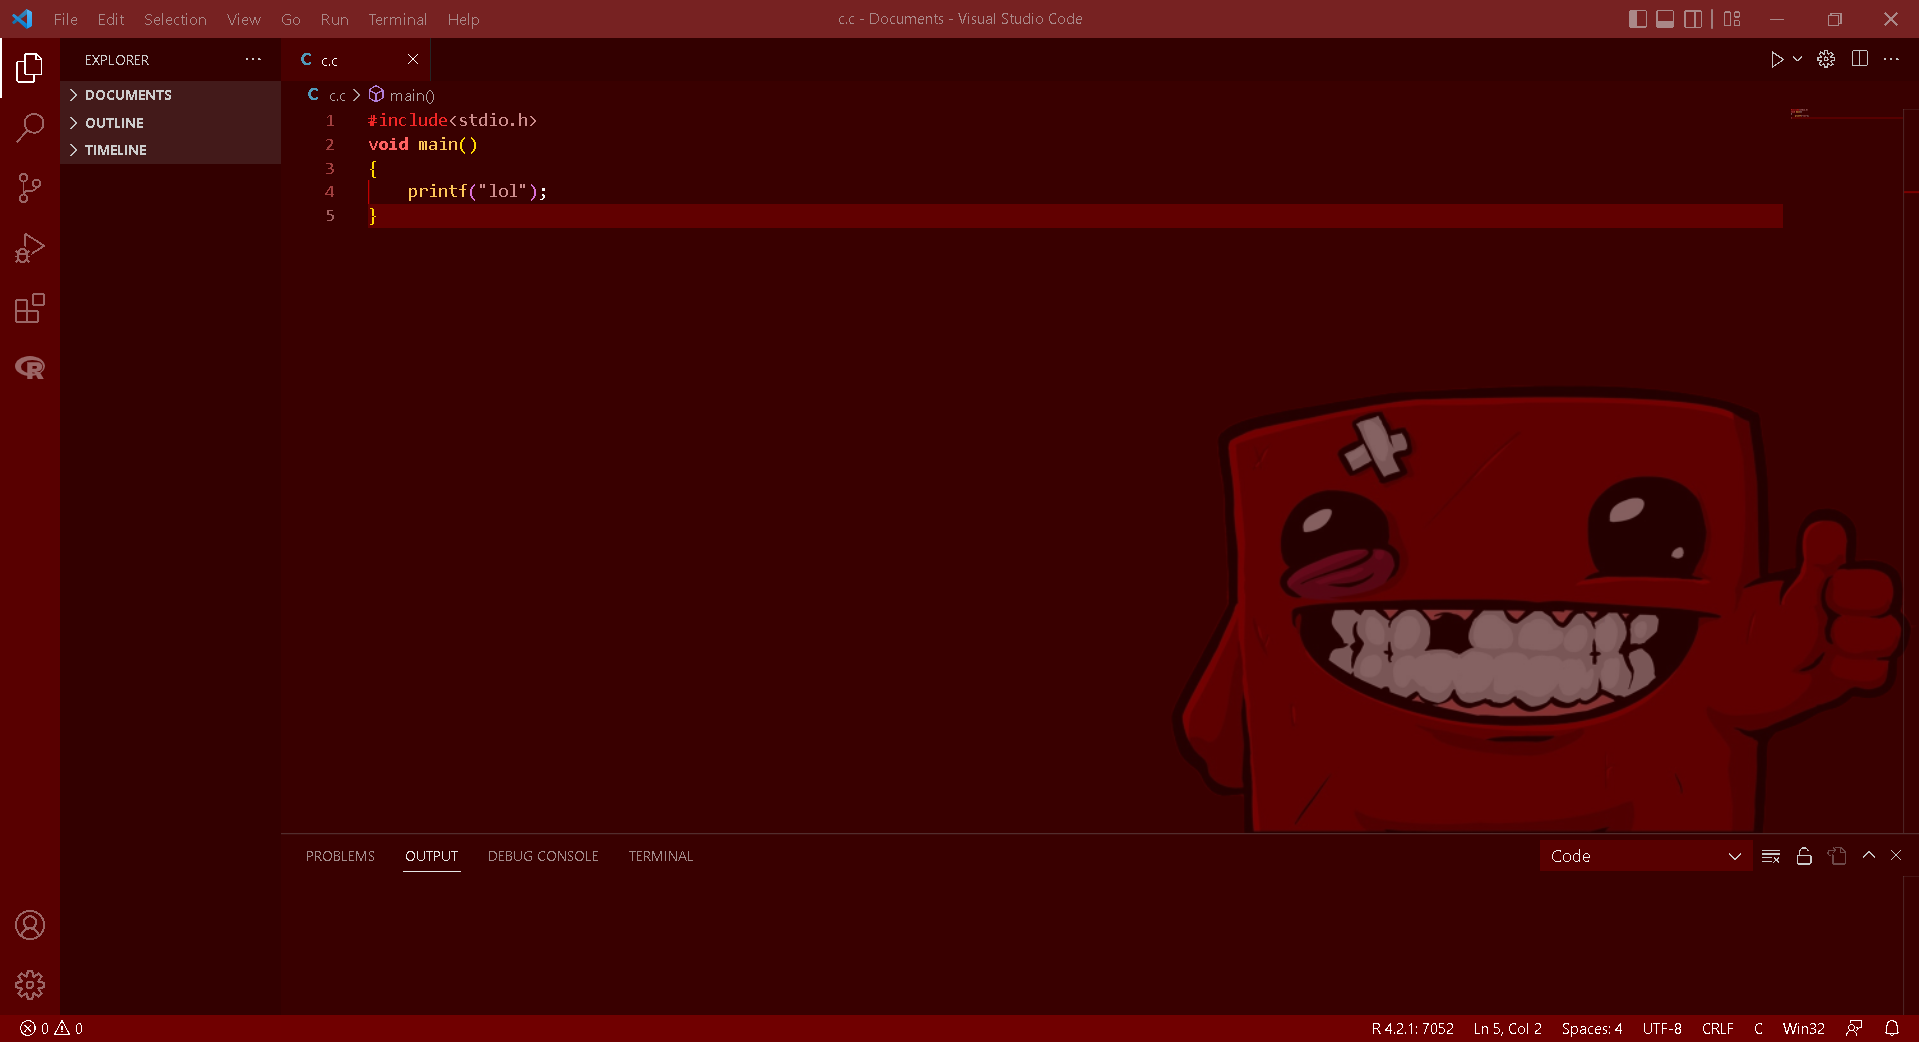 File Edit Selection View Go Run Terminal Help
c.c - Documents - Visual Studio Code
EXPLORER
DOCUMENTS
OUTLINE
TIMELINE
C c.c
C c.c > main()
1 #include<stdio.h>
2 void main()
3 {
4     printf("lol");
5 }
R
PROBLEMS OUTPUT DEBUG CONSOLE TERMINAL
Code
0 0
R 4.2.1: 7052 Ln 5, Col 2 Spaces: 4 UTF-8 CRLF C Win32